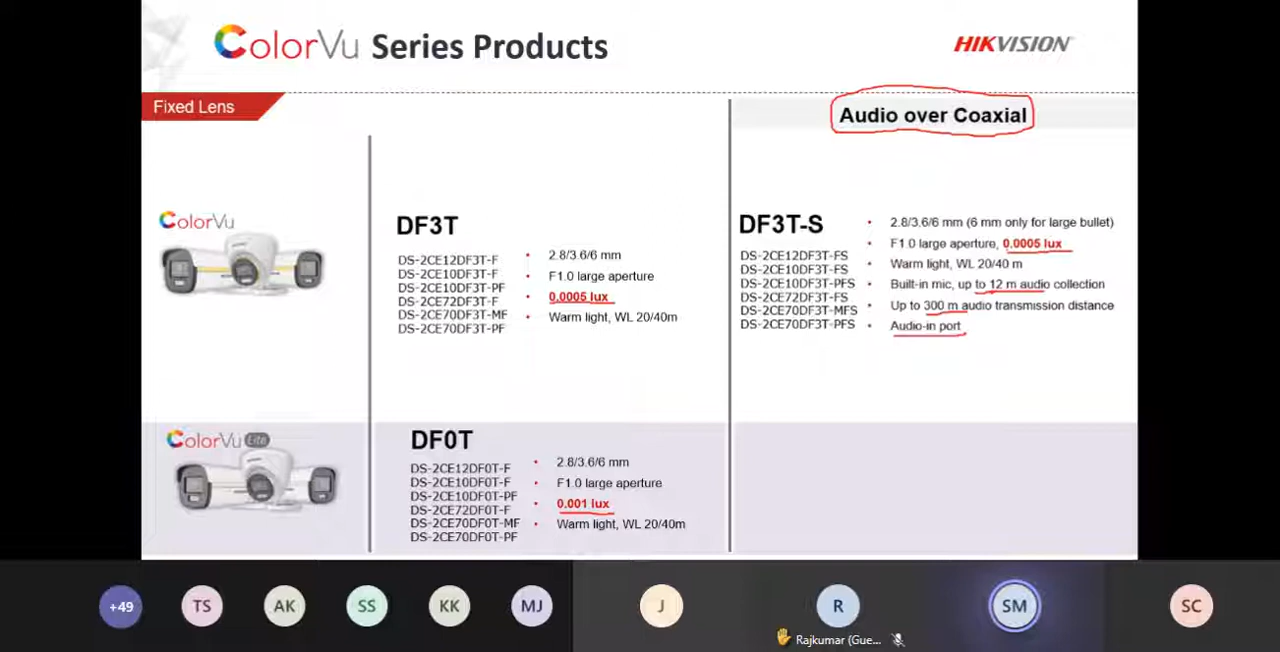 ColorVu Series Products
HIKVISION
Fixed Lens
Audio over Coaxial
ColorVu
DF3T
DS-2CE12DF3T-F
DS-2CE10DF3T-F
DS-2CE10DF3T-PF
DS-2CE72DF3T-F
DS-2CE70DF3T-MF
DS-2CE70DF3T-PF
• 2.8/3.6/6 mm
• F1.0 large aperture
• 0.0005 lux
• Warm light, WL 20/40m
DF3T-S
DS-2CE12DF3T-FS
DS-2CE10DF3T-FS
DS-2CE10DF3T-PFS
DS-2CE72DF3T-FS
DS-2CE70DF3T-MFS
DS-2CE70DF3T-PFS
• 2.8/3.6/6 mm (6 mm only for large bullet)
• F1.0 large aperture, 0.0005 lux
• Warm light, WL 20/40 m
• Built-in mic, up to 12 m audio collection
• Up to 300 m audio transmission distance
• Audio-in port
ColorVu Lite
DF0T
DS-2CE12DF0T-F
DS-2CE10DF0T-F
DS-2CE10DF0T-PF
DS-2CE72DF0T-F
DS-2CE70DF0T-MF
DS-2CE70DF0T-PF
• 2.8/3.6/6 mm
• F1.0 large aperture
• 0.001 lux
• Warm light, WL 20/40m
+49
TS
AK
SS
KK
MJ
J
R
SM
SC
Rajkumar (Gue...